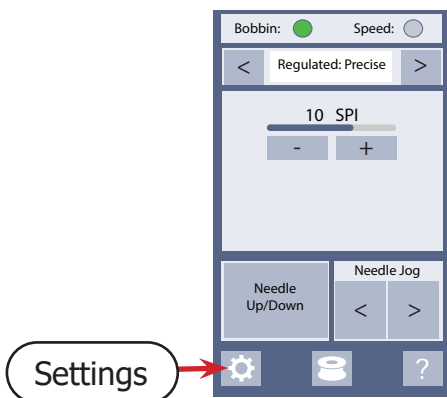 Bobbin: Speed:
< Regulated: Precise >
10 SPI
- +
Needle Jog
Needle
Up/Down
< >
Settings
?